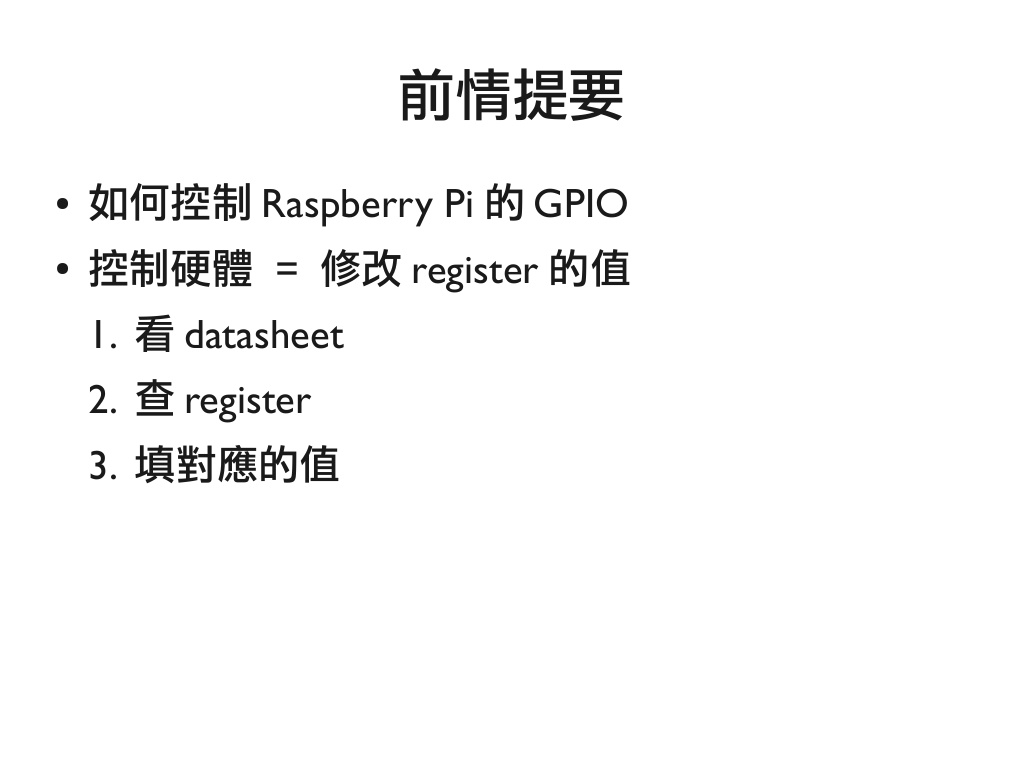 前情提要
• 如何控制 Raspberry Pi 的 GPIO
• 控制硬體 = 修改 register 的值
1. 看 datasheet
2. 查 register
3. 填對應的值